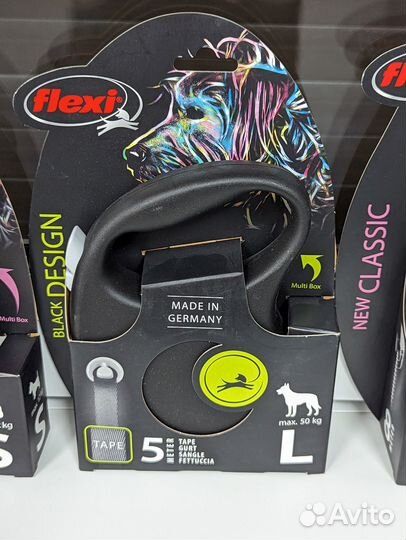 flexi
BLACK DESIGN
Multi Box
MADE IN
GERMANY
Multi Box
NEW CLASSIC
TAPE
5 METER
TAPE
GURT
SANGLE
FETTUCCIA
max. 50 kg
L
kg
S
Avito